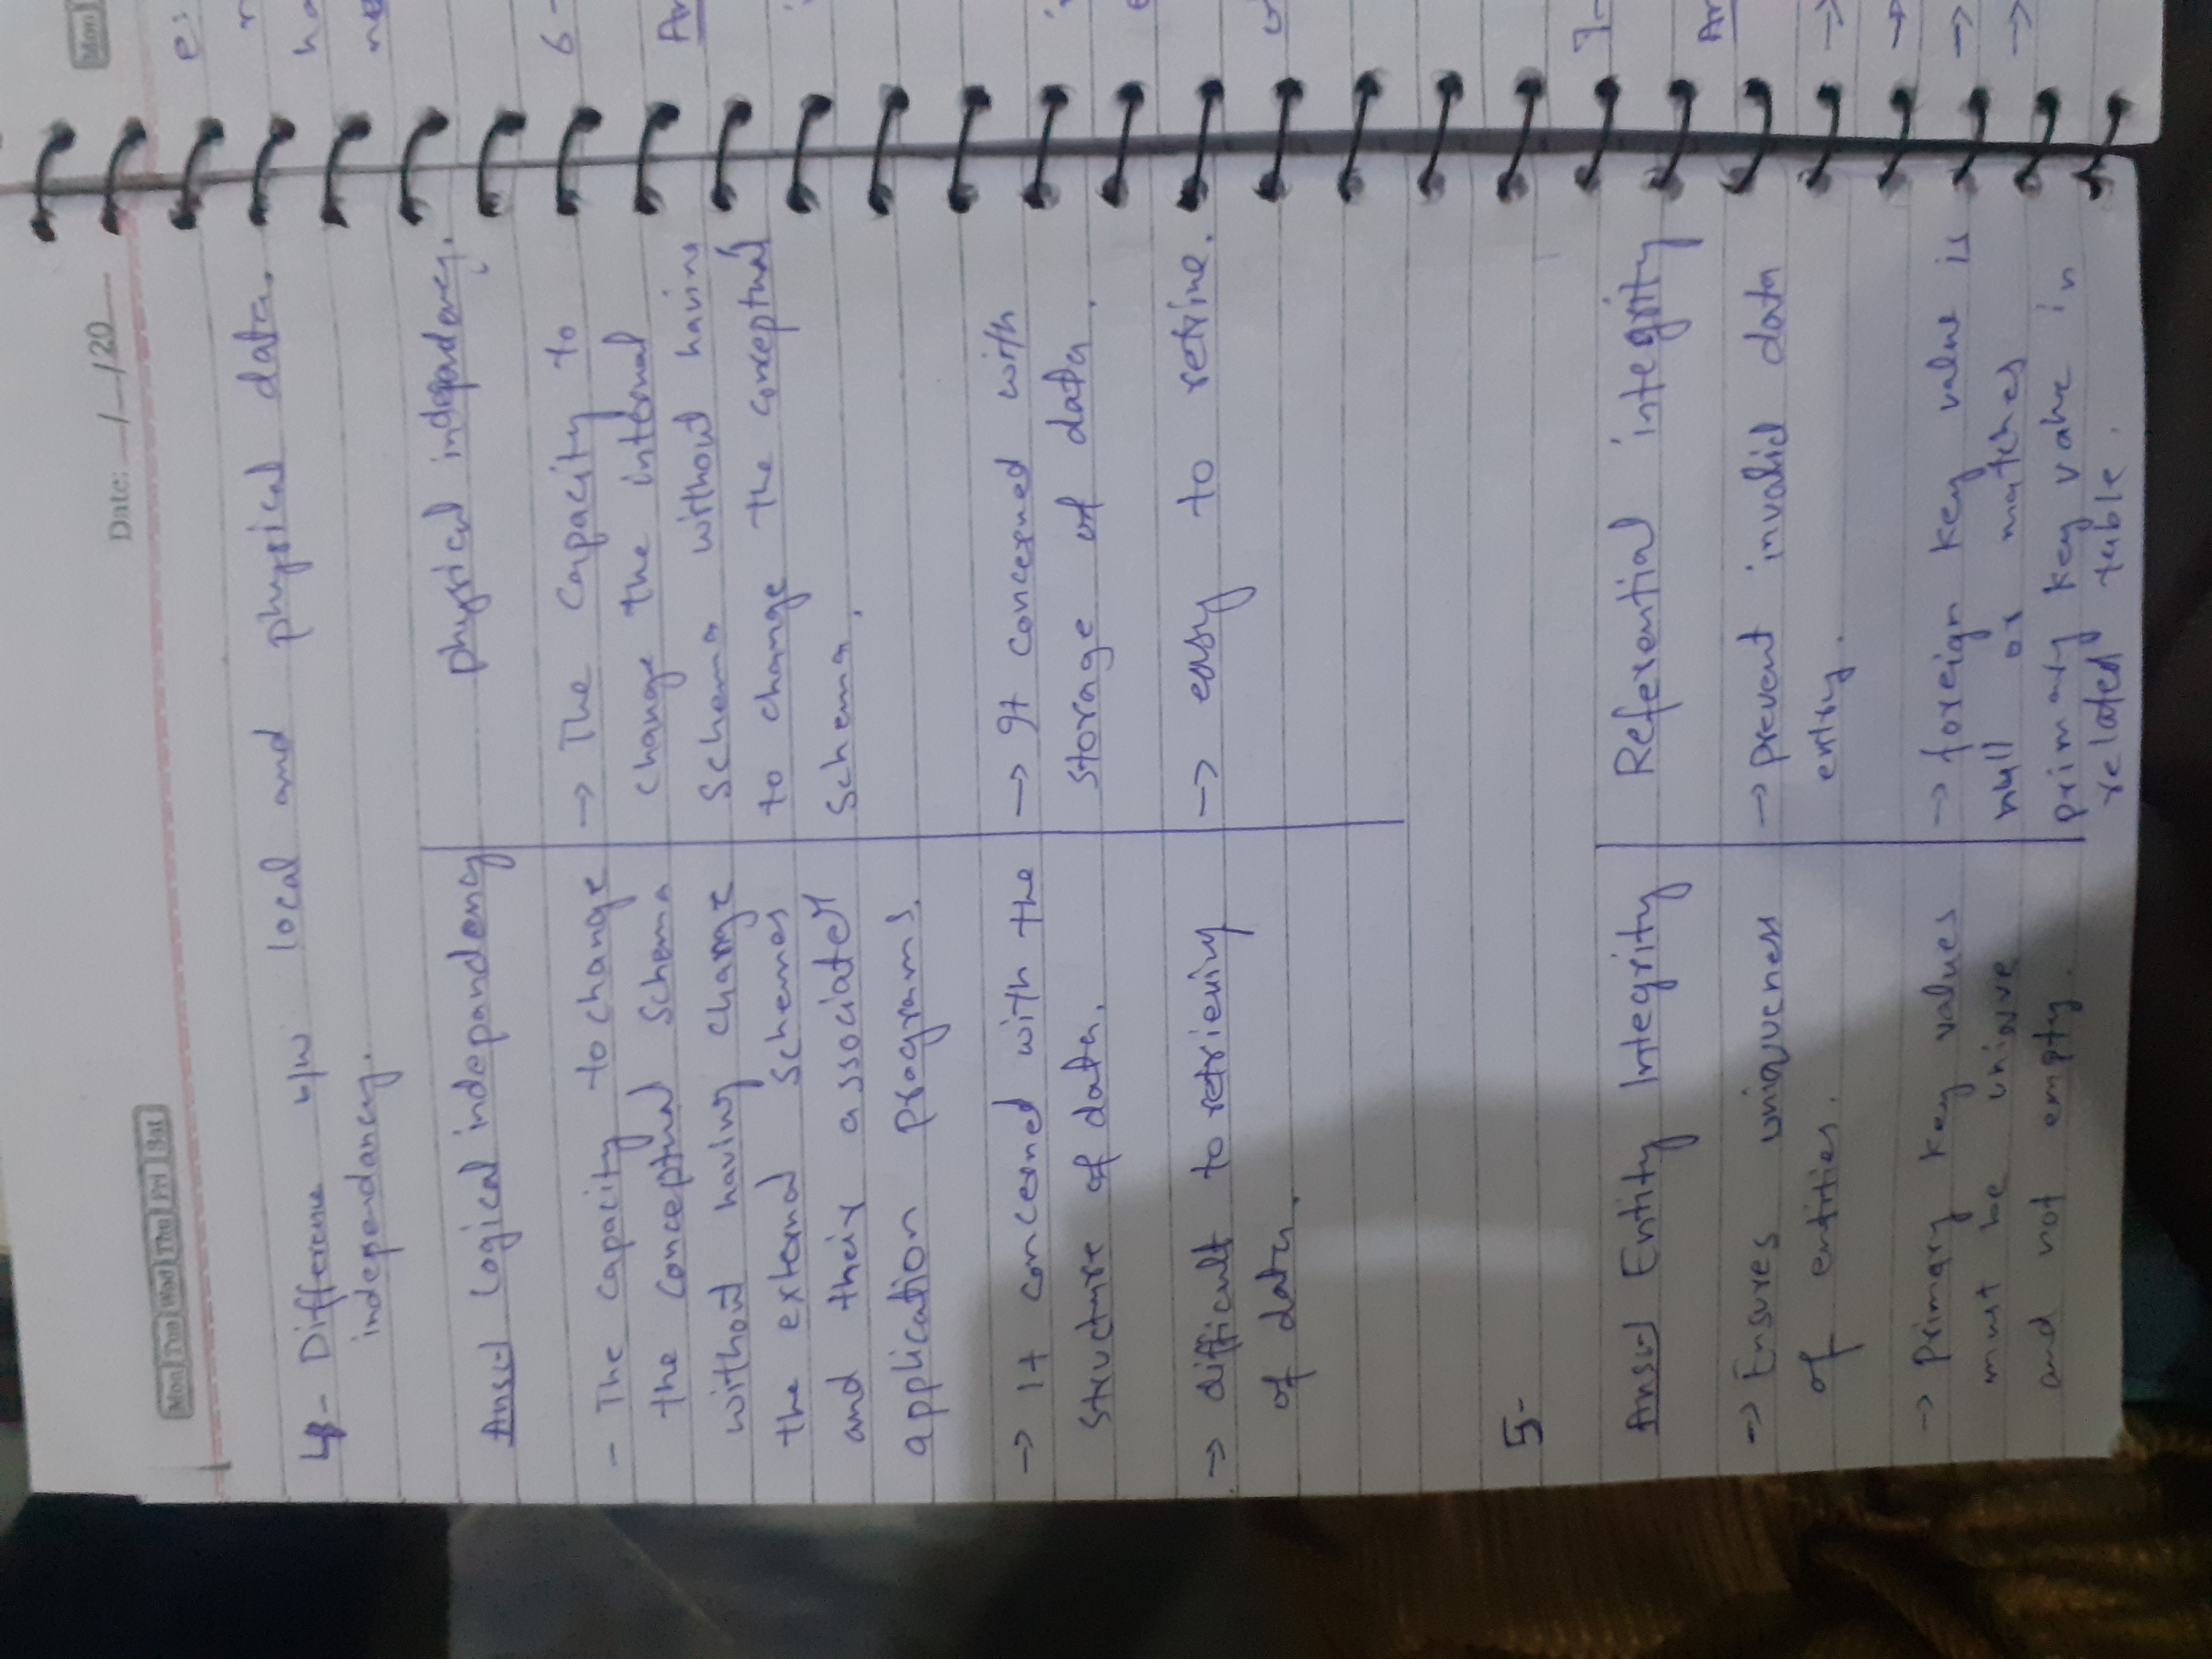 Date: __/__/20__
Mon Tue Wed Thu Fri Sat
Mon
4- Difference b/w local and physical data
independancy.
Ans:-) Logical independency
- The capacity to change
the conceptual schema
without having change
the external schemes
and their associated
application programs.
-> It concerned with the
structure of data.
-> difficult to retrieving
of data.
physical independency.
-> The Capacity to
change the internal
schema without having
to change the conceptual
schema.
-> It concerned with
storage of data.
-> easy to retrive.
5-
Ans:-) Entity Integrity
-> Ensures uniqueness
of entities.
-> Primary key values
must be unique
and not empty.
Referential integrity
-> prevent invalid data
entry.
-> foreign key value is
null or matches
primary key value in
related table.
6-
7-